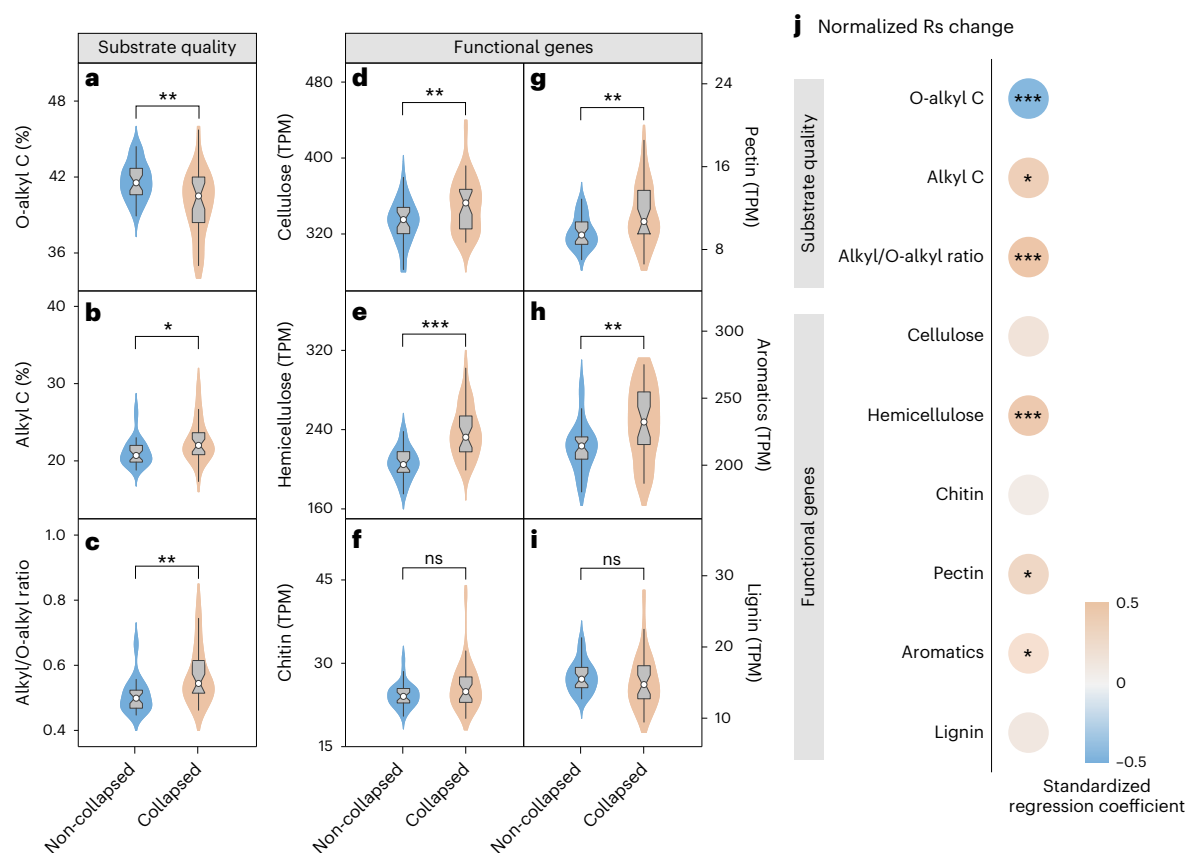 j Normalized Rs change
Substrate quality
Functional genes
a
O-alkyl C (%)
48
42
36
**
b
Alkyl C (%)
40
30
20
*
c
Alkyl/O-alkyl ratio
1.0
0.8
0.6
0.4
**
d
Cellulose (TPM)
480
400
320
**
g
Pectin (TPM)
24
16
8
**
e
Hemicellulose (TPM)
320
240
160
***
h
Aromatics (TPM)
300
250
200
**
f
Chitin (TPM)
45
30
15
ns
i
Lignin (TPM)
30
20
10
ns
Non-collapsed
Collapsed
Non-collapsed
Collapsed
Non-collapsed
Collapsed
Substrate quality
O-alkyl C ***
Alkyl C *
Alkyl/O-alkyl ratio ***
Functional genes
Cellulose
Hemicellulose ***
Chitin
Pectin *
Aromatics *
Lignin
0.5
0
−0.5
Standardized
regression coefficient